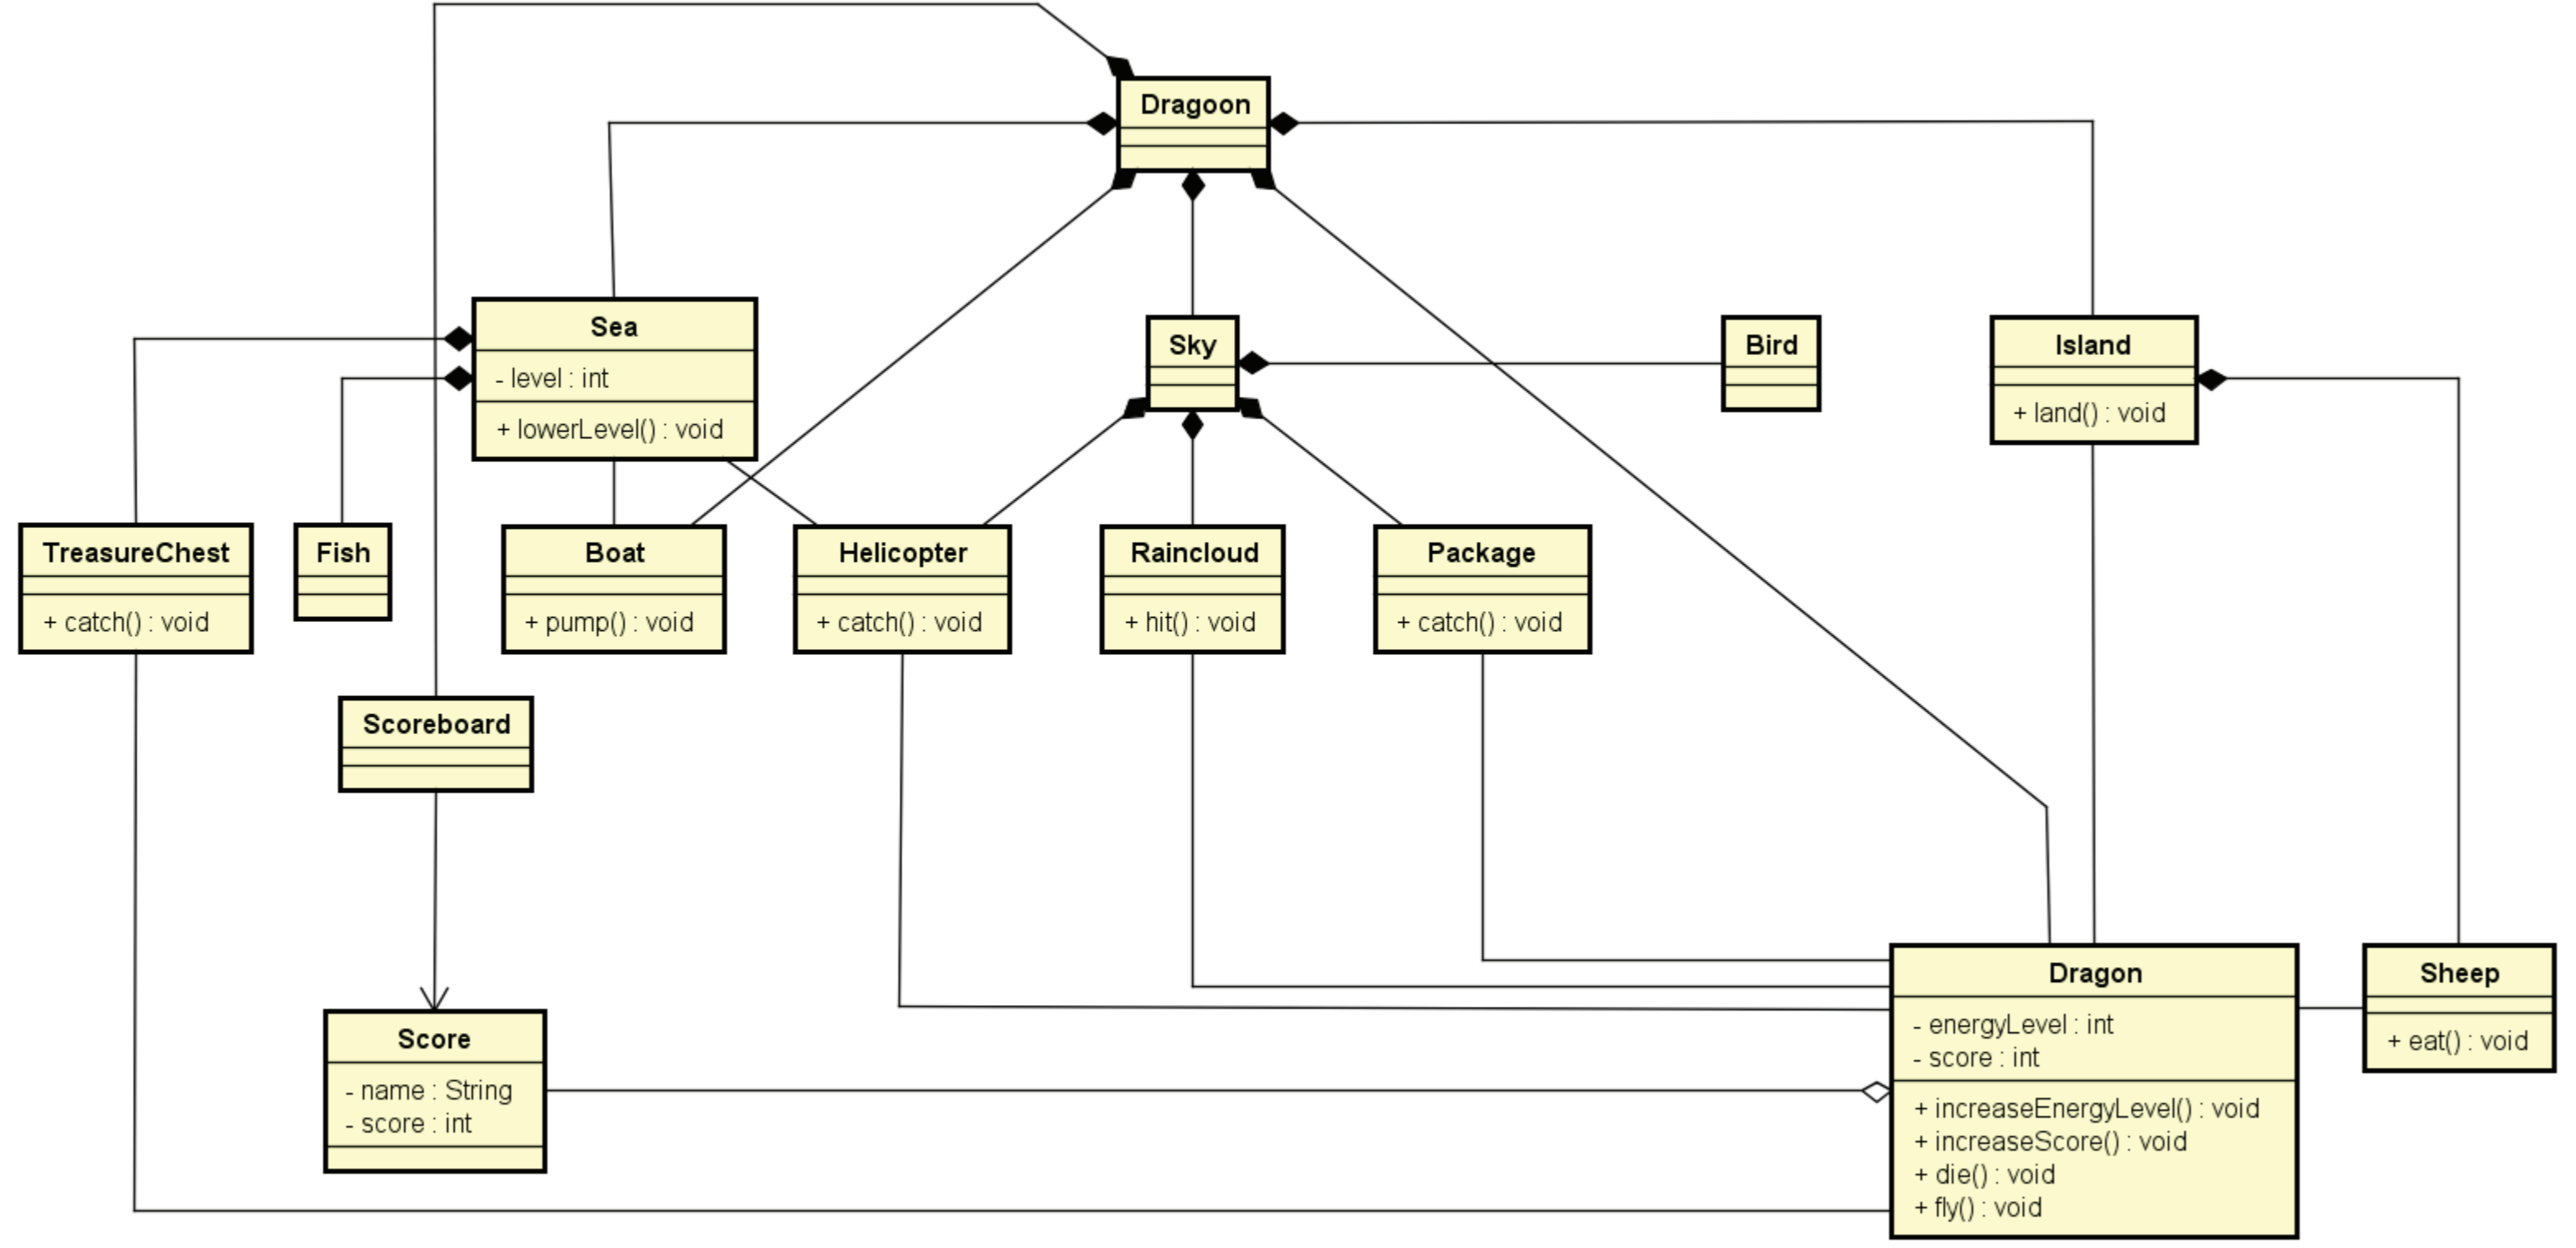 Dragoon
Sea
- level : int
+ lowerLevel() : void
Sky
Bird
Island
+ land() : void
TreasureChest
+ catch() : void
Fish
Boat
+ pump() : void
Helicopter
+ catch() : void
Raincloud
+ hit() : void
Package
+ catch() : void
Scoreboard
Score
- name : String
- score : int
Dragon
- energyLevel : int
- score : int
+ increaseEnergyLevel() : void
+ increaseScore() : void
+ die() : void
+ fly() : void
Sheep
+ eat() : void